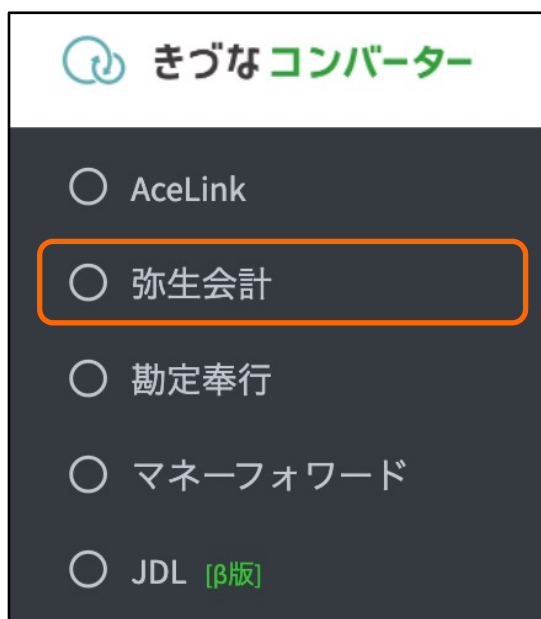 きづなコンバーター
AceLink
弥生会計
勘定奉行
マネーフォワード
JDL [β版]